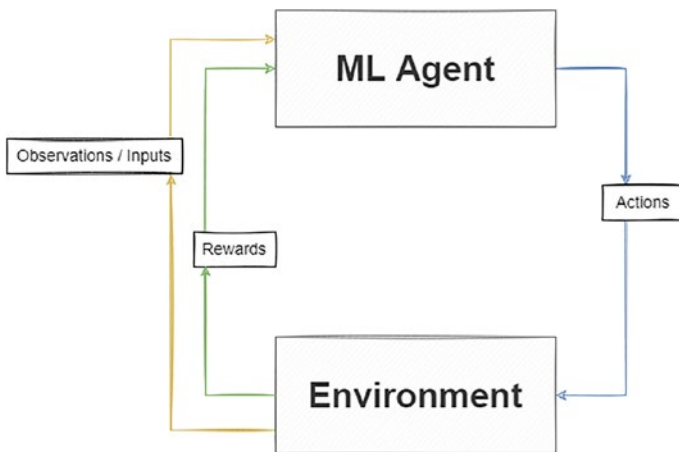 ML Agent
Observations / Inputs
Actions
Rewards
Environment